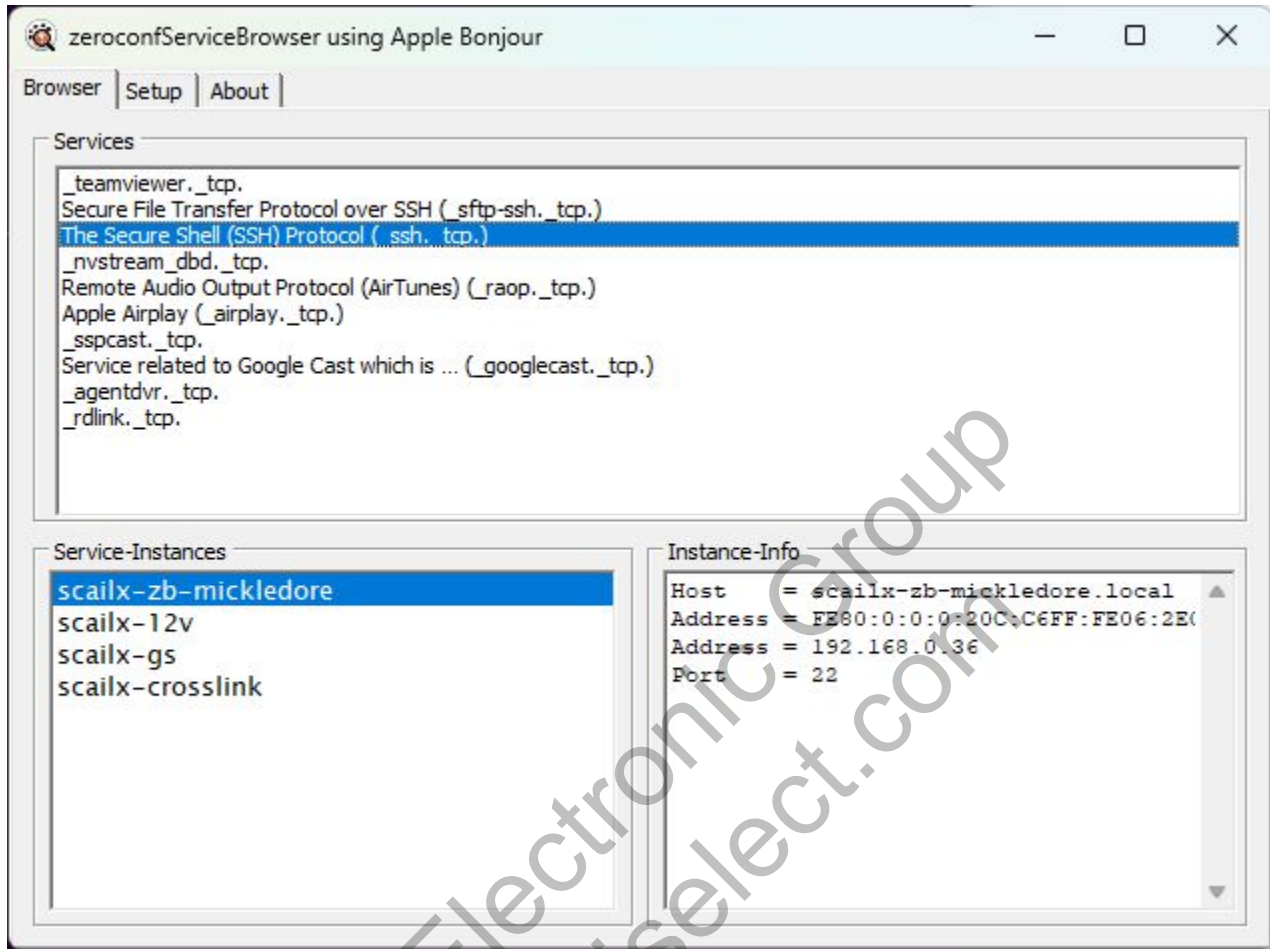 zeroconfServiceBrowser using Apple Bonjour
Browser Setup About
Services
_teamviewer._tcp.
Secure File Transfer Protocol over SSH (_sftp-ssh._tcp.)
The Secure Shell (SSH) Protocol (_ssh._tcp.)
_nvstream_dbd._tcp.
Remote Audio Output Protocol (AirTunes) (_raop._tcp.)
Apple Airplay (_airplay._tcp.)
_sspcast._tcp.
Service related to Google Cast which is ... (_googlecast._tcp.)
_agentdvr._tcp.
_rdlink._tcp.
Service-Instances
scailx-zb-mickledore
scailx-12v
scailx-gs
scailx-crosslink
Instance-Info
Host = scailx-zb-mickledore.local
Address = FE80:0:0:0:20C:C6FF:FE06:2E
Address = 192.168.0.36
Port = 22
Electronic Group
iselect.com